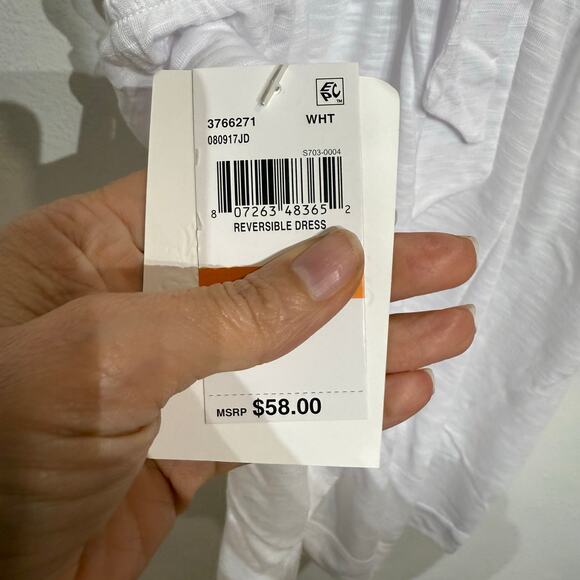 3766271 WHT
080917JD
S703-0004
8 07263 48365 2
REVERSIBLE DRESS
MSRP $58.00